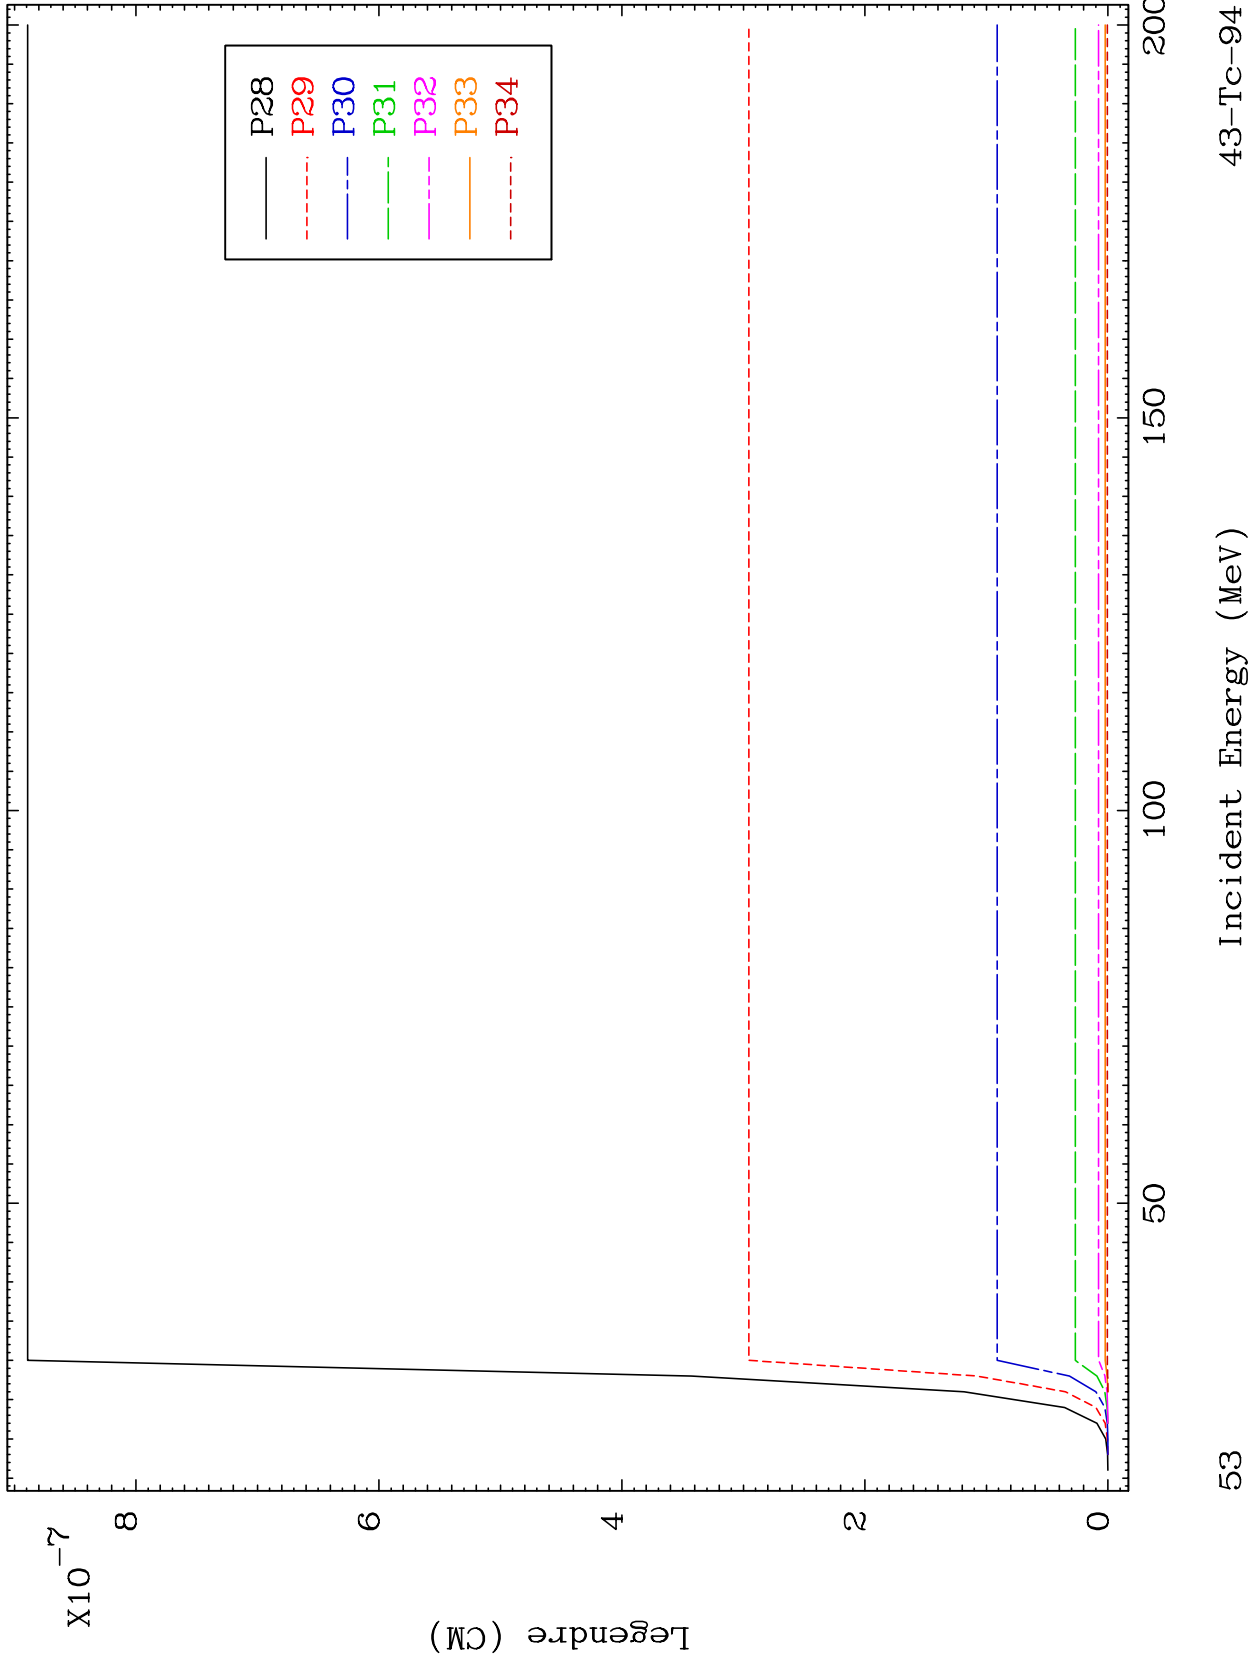 X10-7
8
6
4
2
0
Legendre (CM)
P28
P29
P30
P31
P32
P33
P34
50
100
150
200
Incident Energy (MeV)
53
43-Tc-94